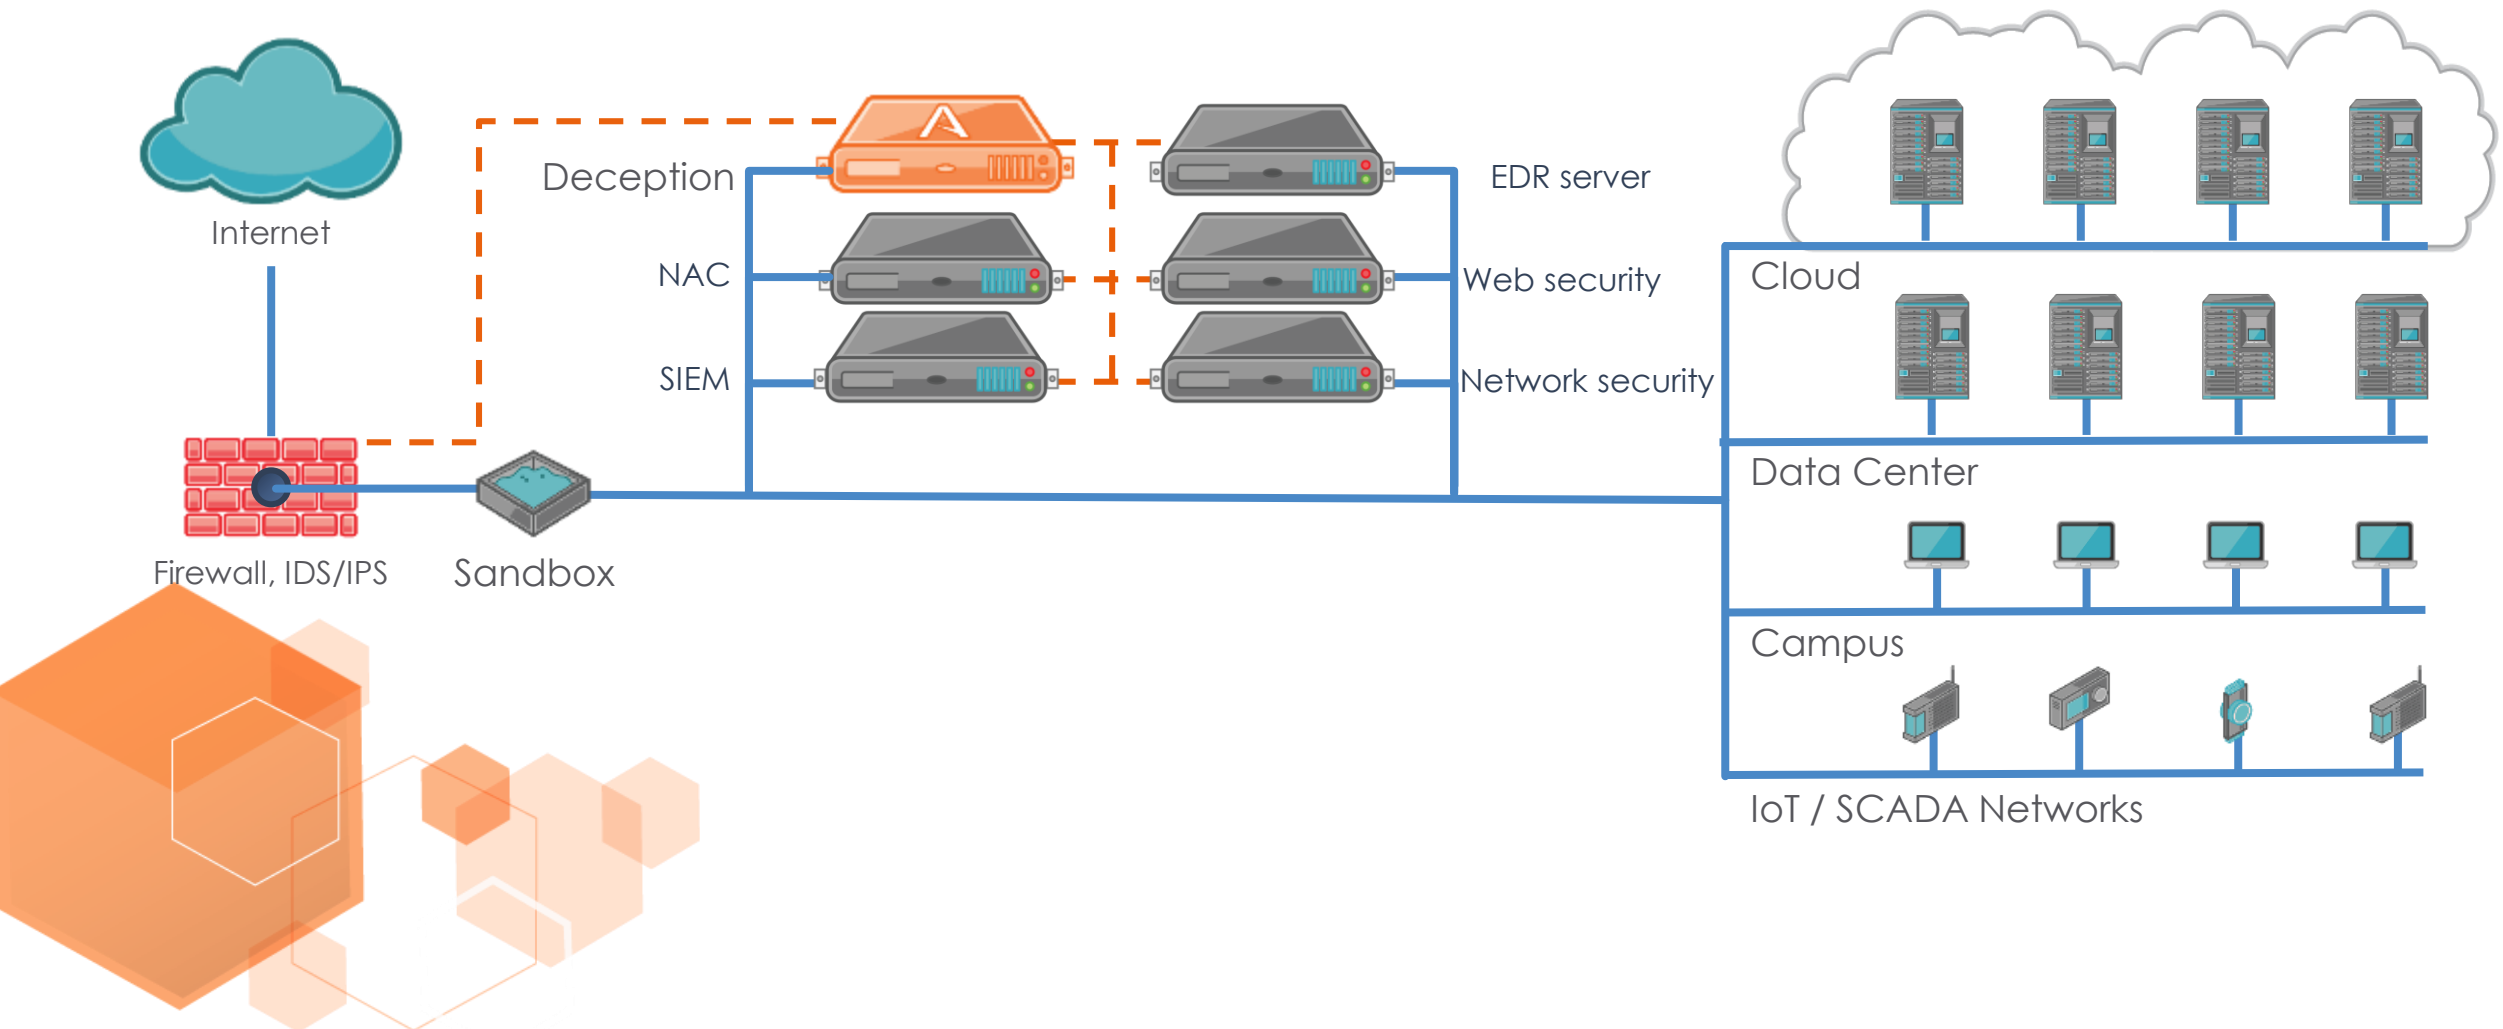 Internet
Deception
EDR server
NAC
Web security
SIEM
Network security
Firewall, IDS/IPS
Sandbox
Cloud
Data Center
Campus
IoT / SCADA Networks